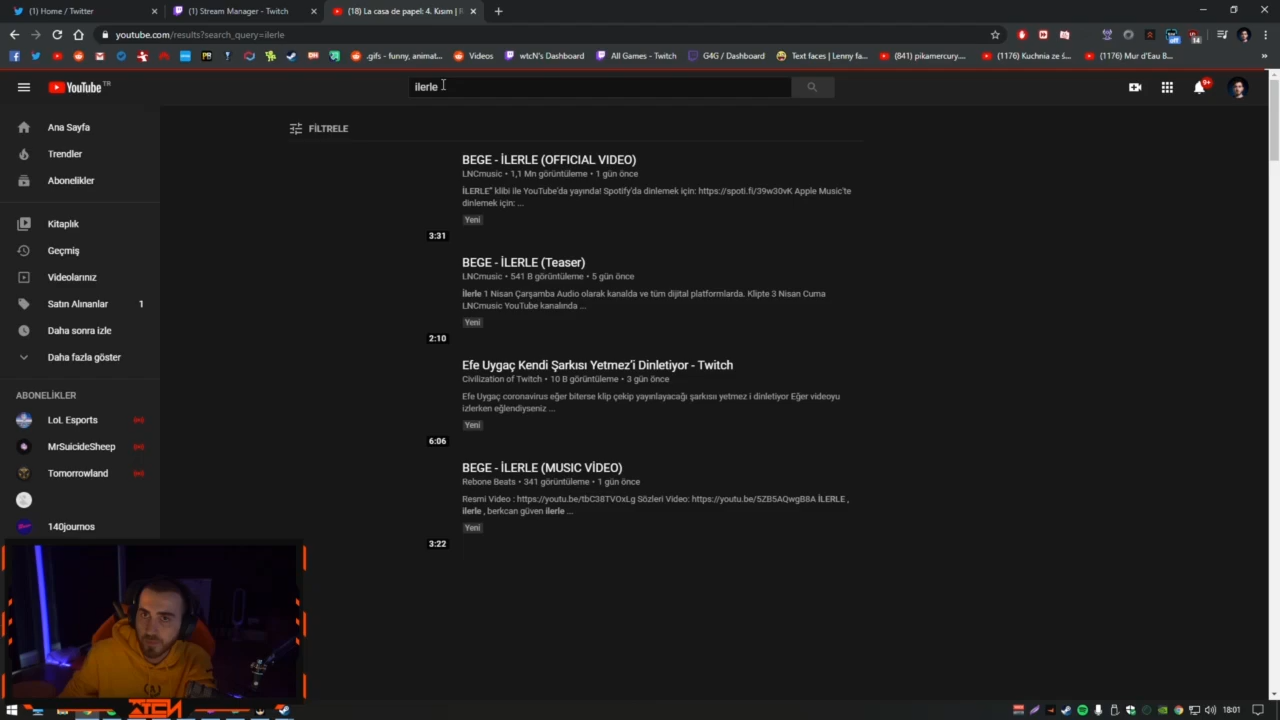 (1) Home / Twitter
(1) Stream Manager - Twitch
(18) La casa de papel: 4. Kısım | R
youtube.com/results?search_query=ilerle
.gifs - funny, animat...
Videos
wtcN's Dashboard
All Games - Twitch
G4G / Dashboard
Text faces | Lenny fa...
(841) pikamercury....
(1176) Kuchnia ze ś...
(1176) Mur d'Eau B...
YouTube TR
ilerle
9+
Ana Sayfa
Trendler
Abonelikler
Kitaplık
Geçmiş
Videolarınız
Satın Alınanlar 1
Daha sonra izle
Daha fazla göster
ABONELİKLER
LoL Esports
MrSuicideSheep
Tomorrowland
140journos
FİLTRELE
BEGE - İLERLE (OFFICIAL VIDEO)
LNCmusic • 1,1 Mn görüntüleme • 1 gün önce
İLERLE" klibi ile YouTube'da yayında! Spotify'da dinlemek için: https://spoti.fi/39w30vK Apple Music'te
dinlemek için: ...
Yeni
3:31
BEGE - İLERLE (Teaser)
LNCmusic • 541 B görüntüleme • 5 gün önce
İlerle 1 Nisan Çarşamba Audio olarak kanalda ve tüm dijital platformlarda. Klipte 3 Nisan Cuma
LNCmusic YouTube kanalında ...
Yeni
2:10
Efe Uygaç Kendi Şarkısı Yetmez'i Dinletiyor - Twitch
Civilization of Twitch • 10 B görüntüleme • 3 gün önce
Efe Uygaç coronavirus eğer biterse klip çekip yayınlayacağı şarkısıı yetmez i dinletiyor Eğer videoyu
izlerken eğlendiyseniz ...
Yeni
6:06
BEGE - İLERLE (MUSIC VİDEO)
Rebone Beats • 341 görüntüleme • 1 gün önce
Resmi Video : https://youtu.be/tbC38TVOxLg Sözleri Video: https://youtu.be/5ZB5AQwgB8A İLERLE ,
ilerle , berkcan güven ilerle ...
Yeni
3:22
18:01